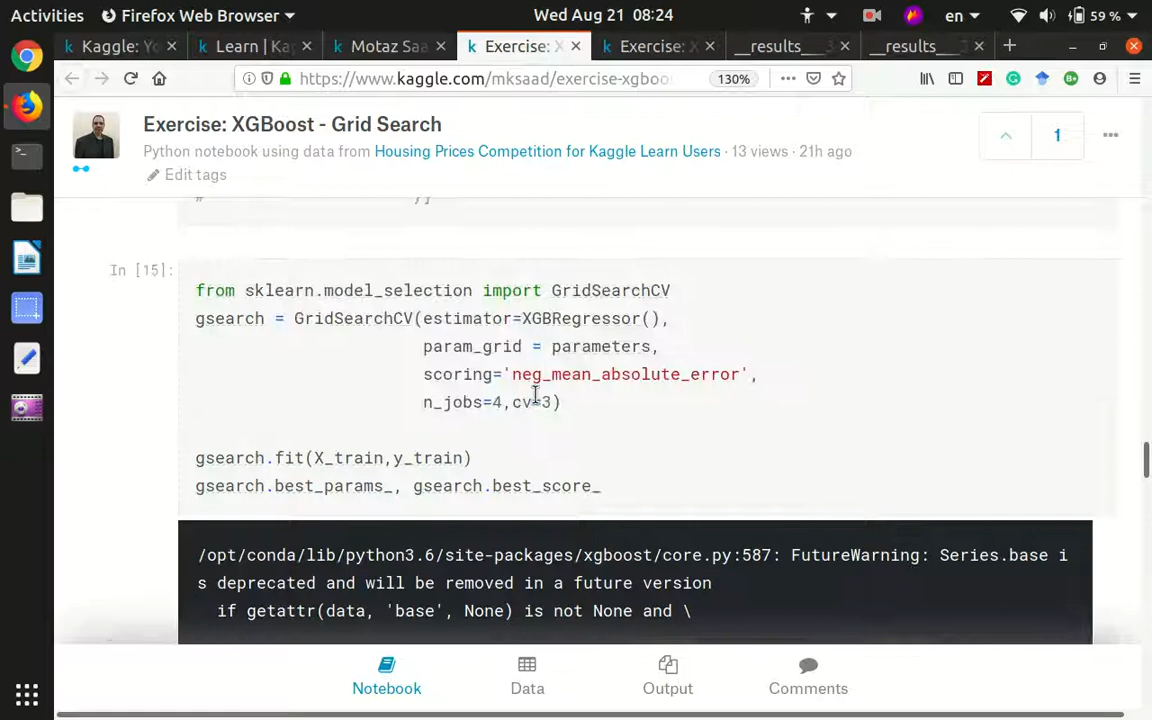 Activities Firefox Web Browser Wed Aug 21 08:24 en 59 %
Kaggle: Yo Learn | Kag Motaz Saa Exercise: X Exercise: X __results___ __results___
https://www.kaggle.com/mksaad/exercise-xgboos 130%
Exercise: XGBoost - Grid Search
Python notebook using data from Housing Prices Competition for Kaggle Learn Users · 13 views · 21h ago
Edit tags
1
# }]
In [15]:
from sklearn.model_selection import GridSearchCV
gsearch = GridSearchCV(estimator=XGBRegressor(),
param_grid = parameters,
scoring='neg_mean_absolute_error',
n_jobs=4,cv=3)
gsearch.fit(X_train,y_train)
gsearch.best_params_, gsearch.best_score_
/opt/conda/lib/python3.6/site-packages/xgboost/core.py:587: FutureWarning: Series.base i
s deprecated and will be removed in a future version
if getattr(data, 'base', None) is not None and \
Notebook Data Output Comments